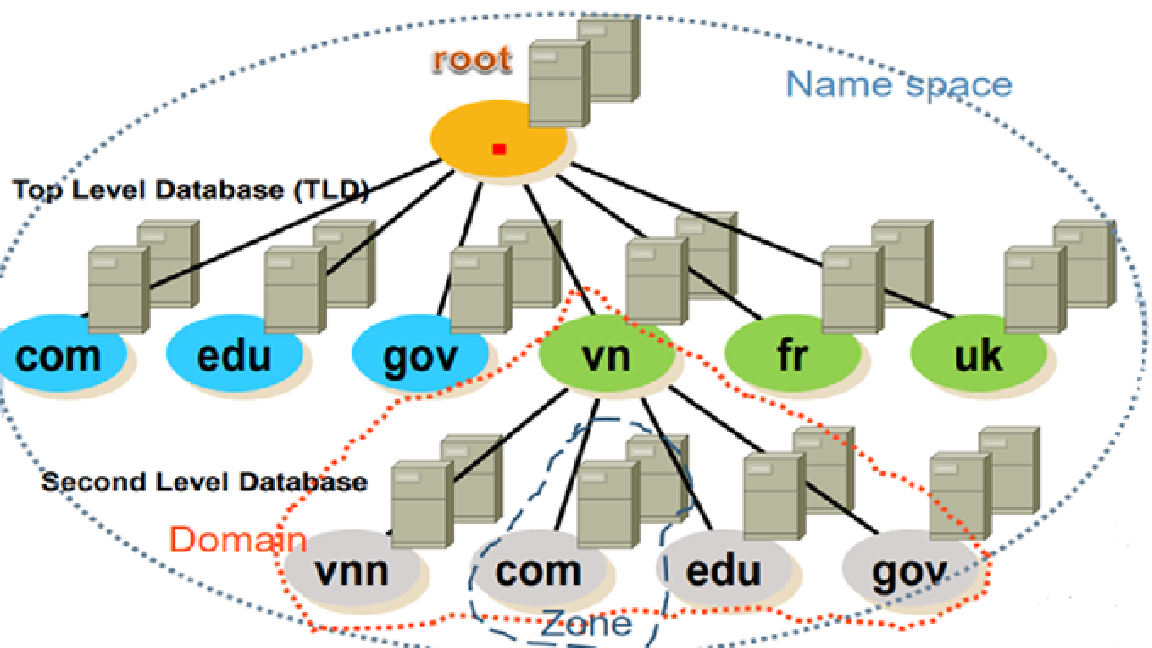 root
Name space
.
Top Level Database (TLD)
com
edu
gov
vn
fr
uk
Second Level Database
Domain
vnn
com
edu
gov
Zone